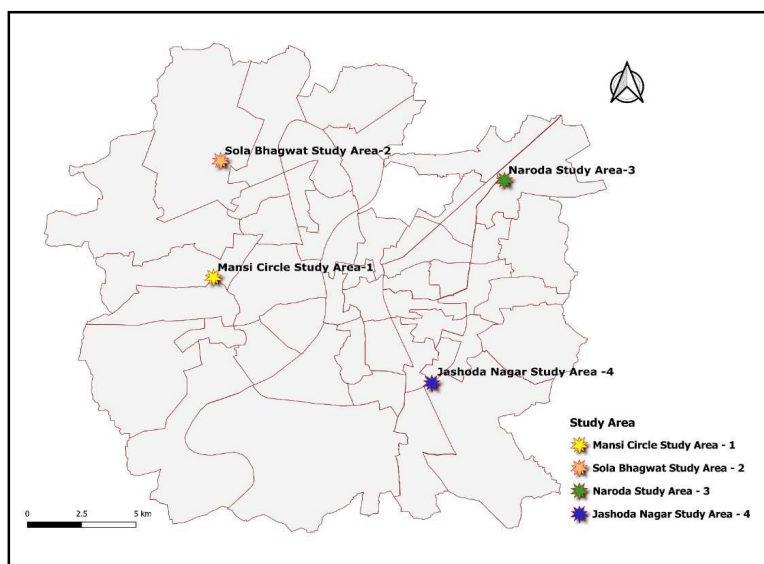 Sola Bhagwat Study Area-2
Naroda Study Area-3
Mansi Circle Study Area-1
Jashoda Nagar Study Area -4
Study Area
Mansi Circle Study Area - 1
Sola Bhagwat Study Area - 2
Naroda Study Area - 3
Jashoda Nagar Study Area - 4
0 2.5 5 km